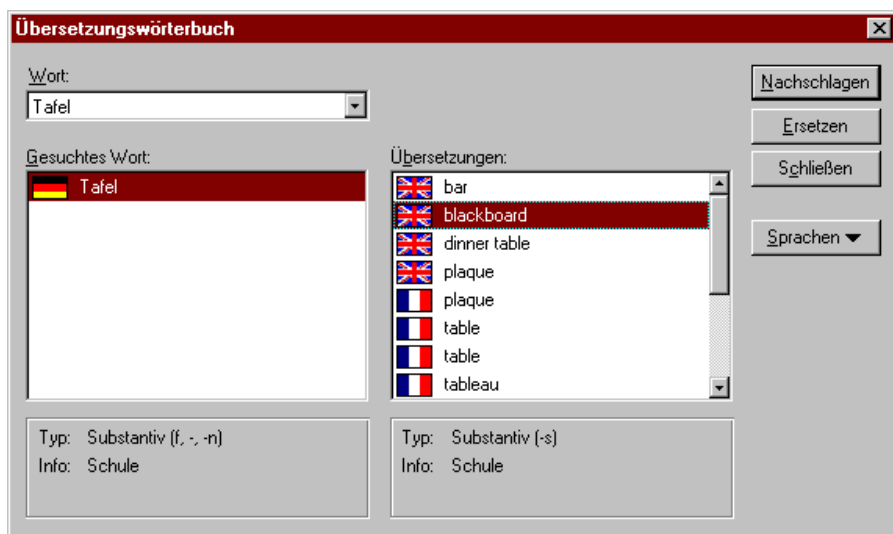 Übersetzungswörterbuch
Wort:
Tafel
Nachschlagen
Ersetzen
Schließen
Sprachen
Gesuchtes Wort:
Tafel
Übersetzungen:
bar
blackboard
dinner table
plaque
plaque
table
table
tableau
Typ: Substantiv (f, -, -n)
Info: Schule
Typ: Substantiv (-s)
Info: Schule